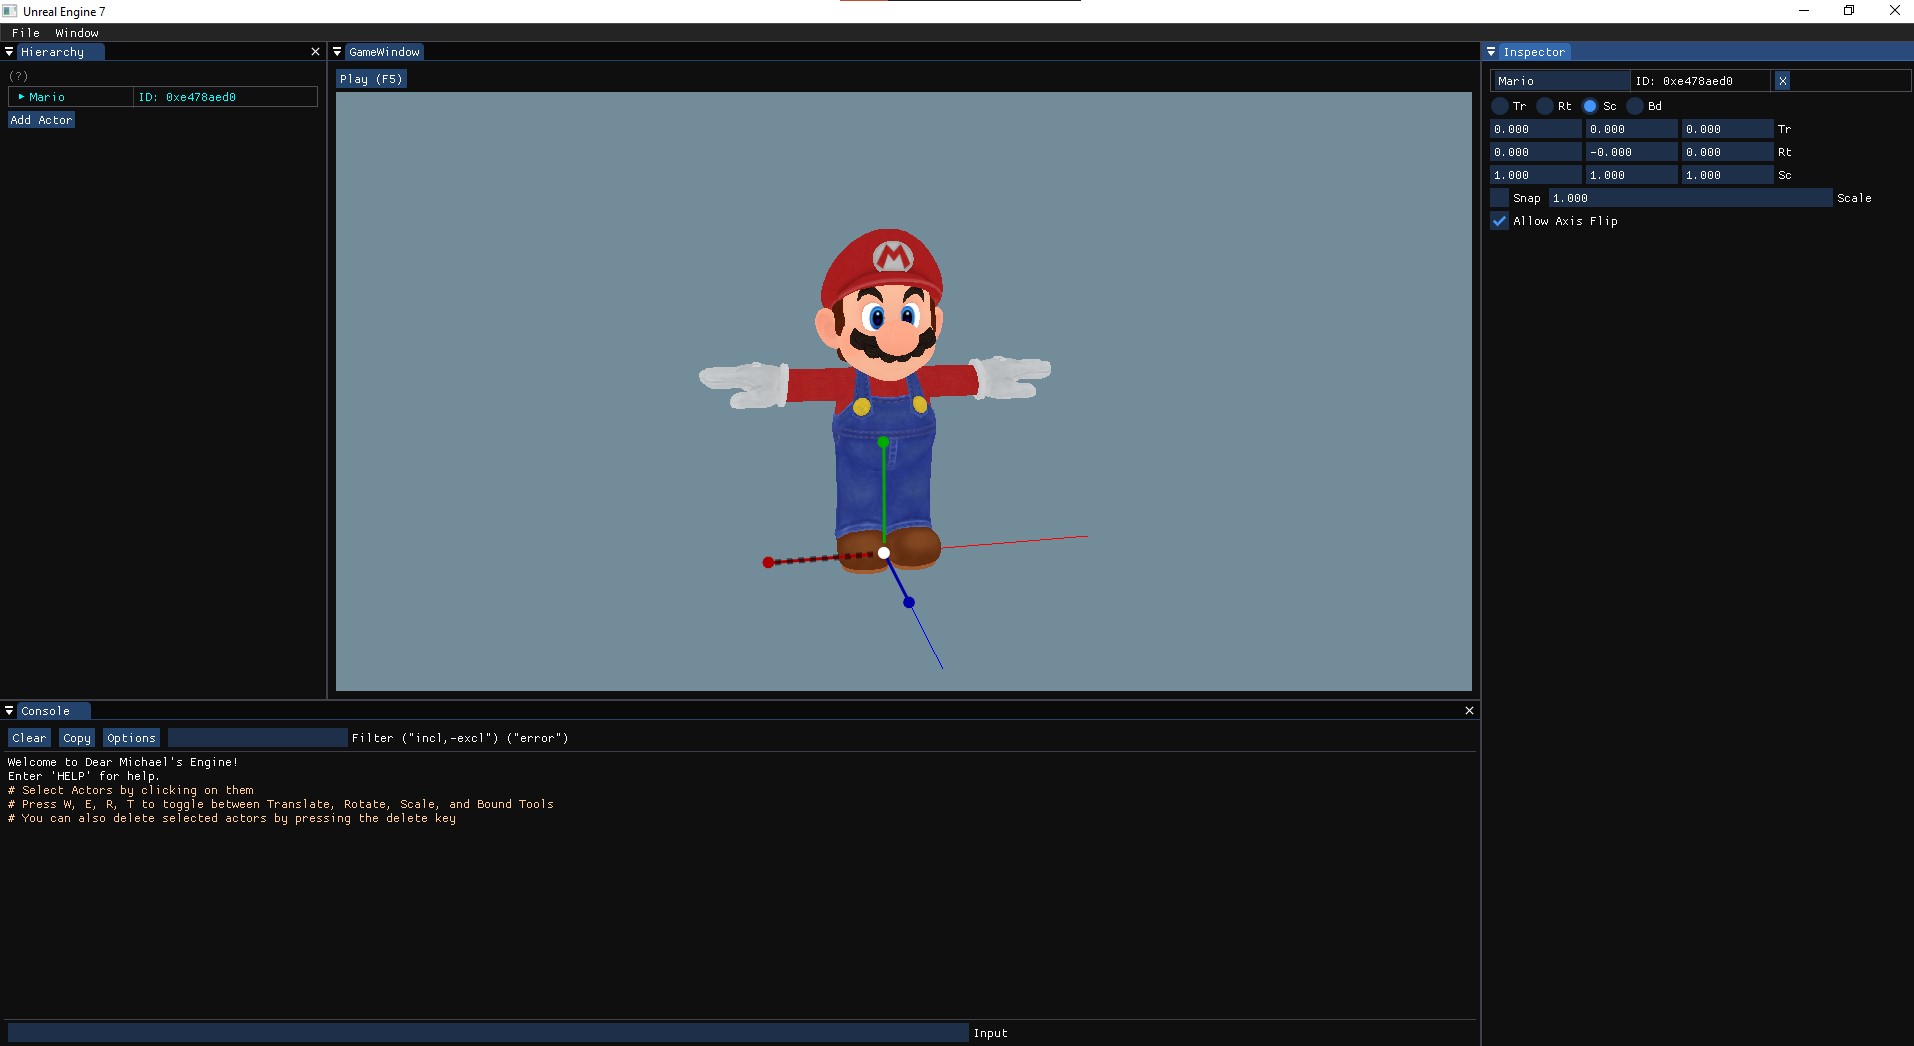 Unreal Engine 7
File Window
Hierarchy
(?)
Mario ID: 0xe478aed0
Add Actor
GameWindow
Play (F5)
M
Inspector
Mario ID: 0xe478aed0 X
Tr Rt Sc Bd
0.000 0.000 0.000 Tr
0.000 -0.000 0.000 Rt
1.000 1.000 1.000 Sc
Snap 1.000 Scale
Allow Axis Flip
Console
Clear Copy Options Filter ("incl,-excl") ("error")
Welcome to Dear Michael's Engine!
Enter 'HELP' for help.
# Select Actors by clicking on them
# Press W, E, R, T to toggle between Translate, Rotate, Scale, and Bound Tools
# You can also delete selected actors by pressing the delete key
Input